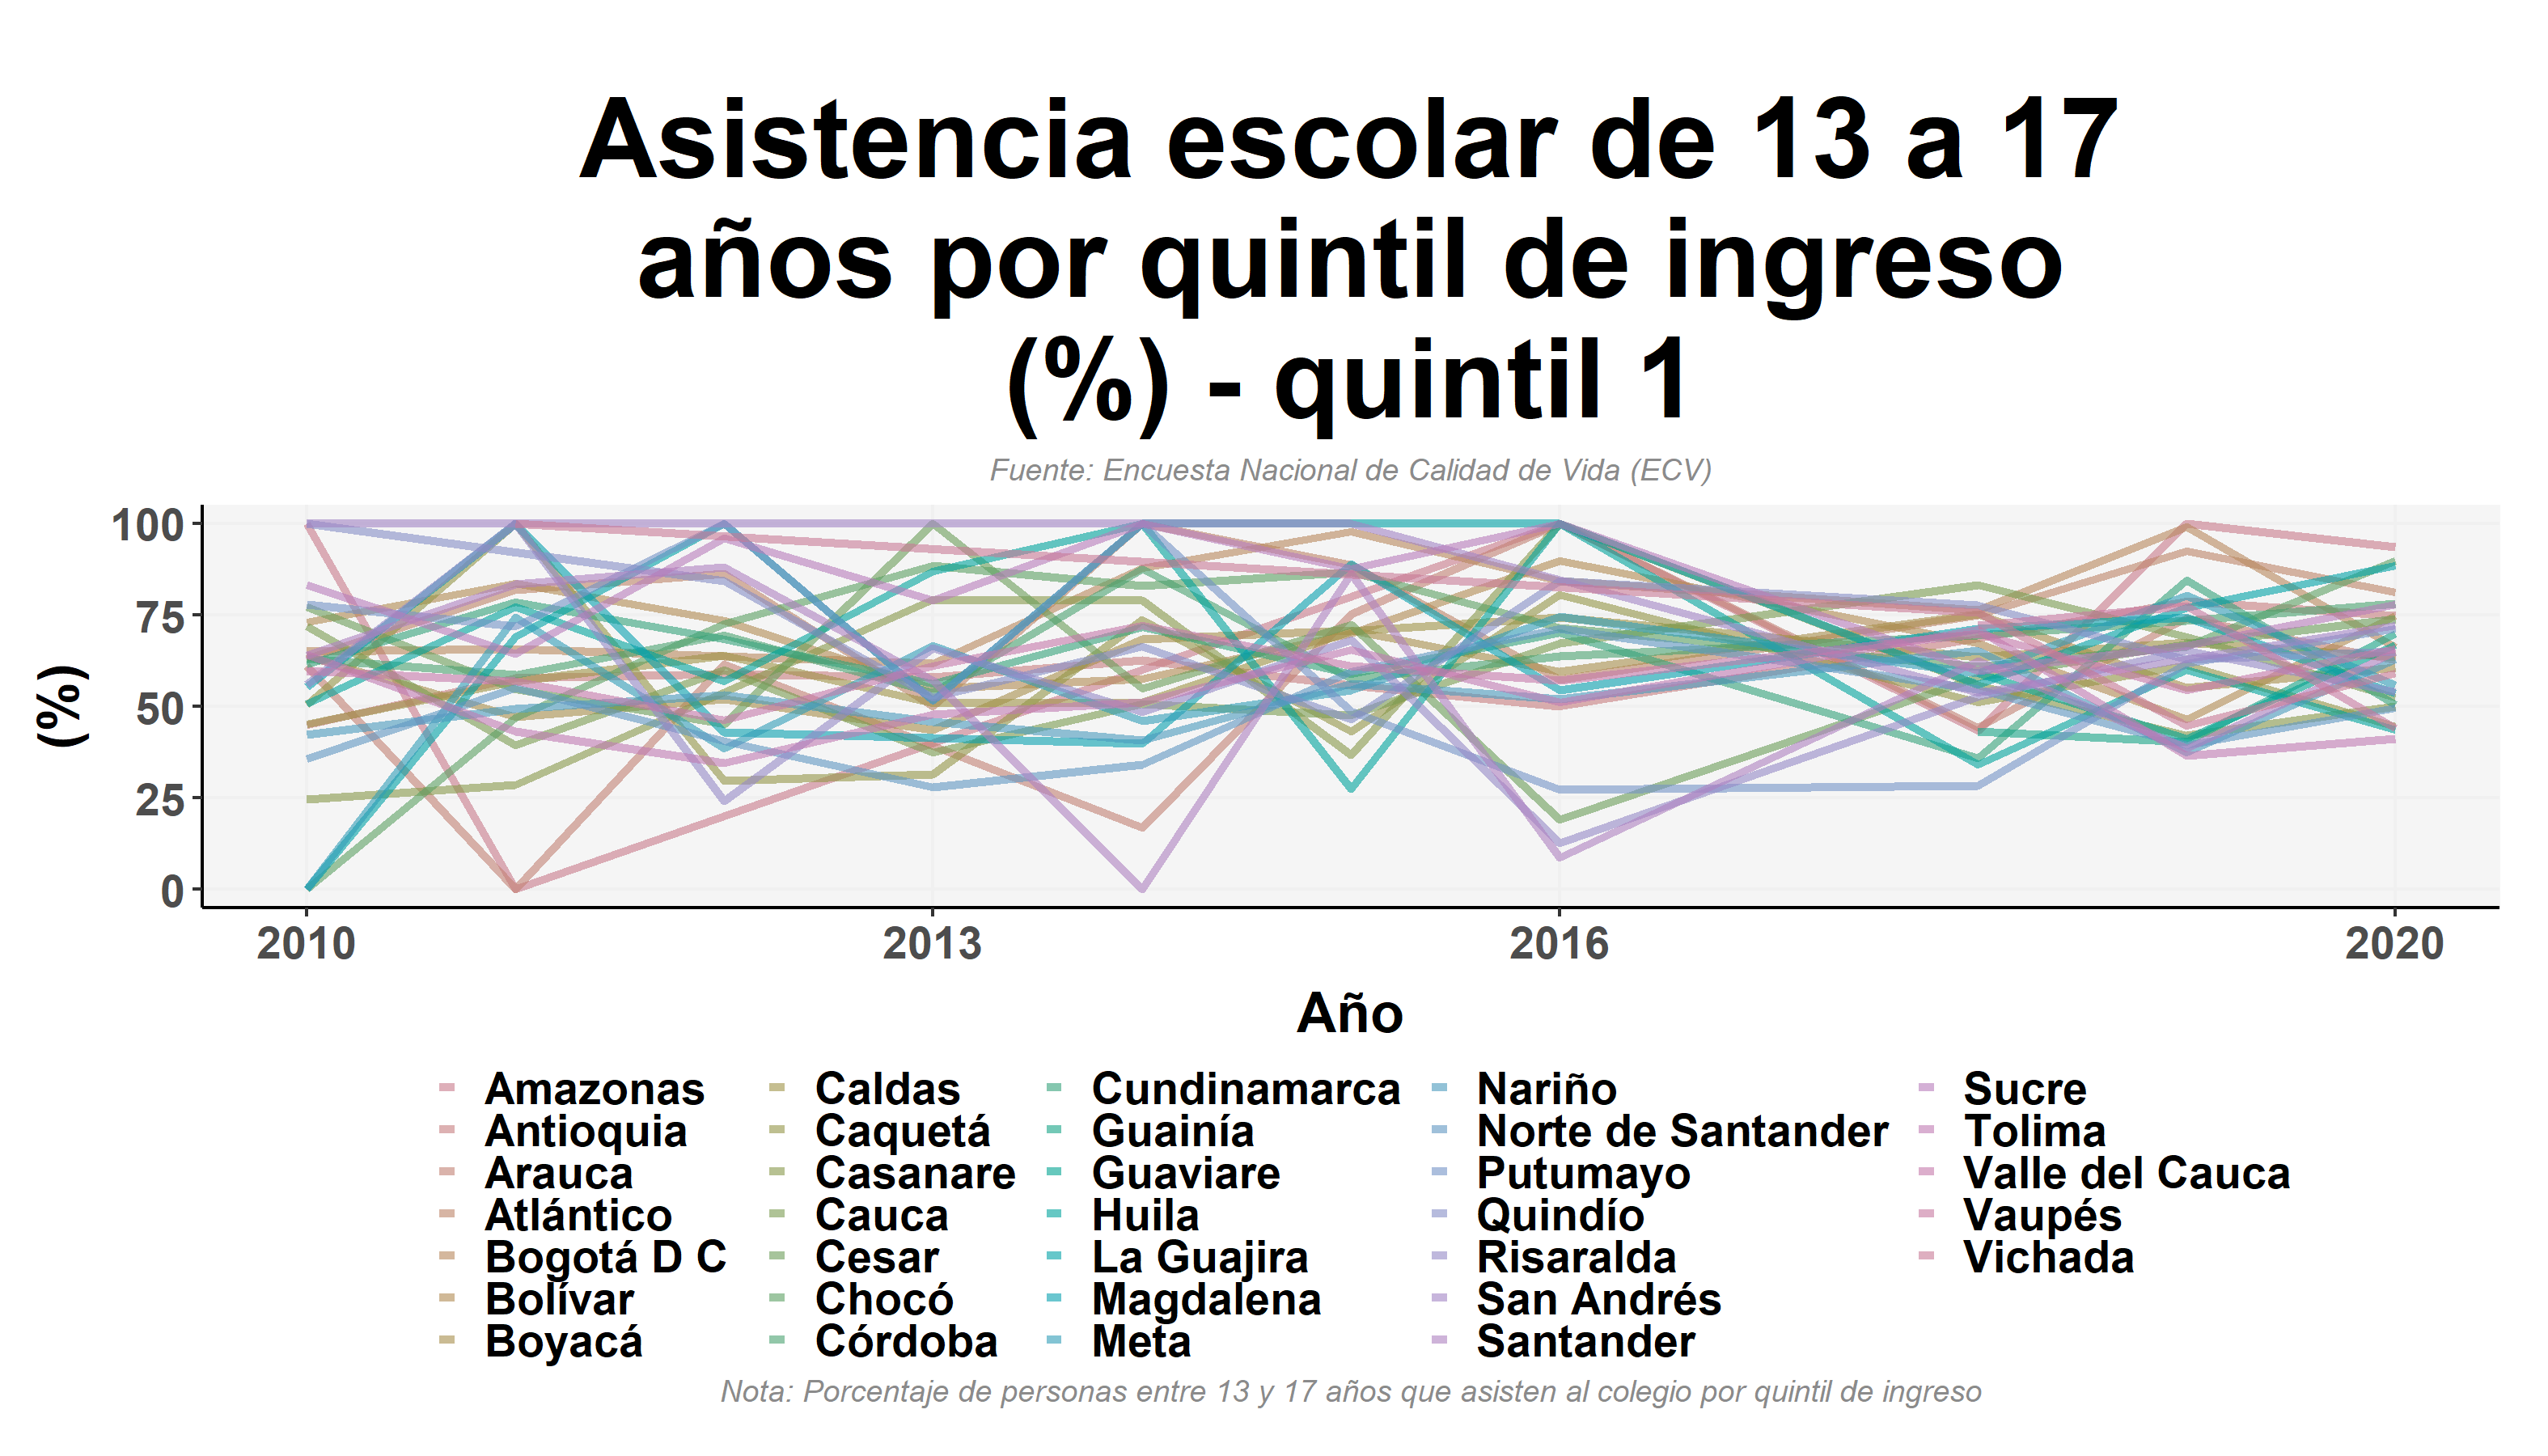 Asistencia escolar de 13 a 17
años por quintil de ingreso
(%) - quintil 1
Fuente: Encuesta Nacional de Calidad de Vida (ECV)
(%)
100
75
50
25
0
2010 2013 2016 2020
Año
Amazonas
Antioquia
Arauca
Atlántico
Bogotá D C
Bolívar
Boyacá
Caldas
Caquetá
Casanare
Cauca
Cesar
Chocó
Córdoba
Cundinamarca
Guainía
Guaviare
Huila
La Guajira
Magdalena
Meta
Nariño
Norte de Santander
Putumayo
Quindío
Risaralda
San Andrés
Santander
Sucre
Tolima
Valle del Cauca
Vaupés
Vichada
Nota: Porcentaje de personas entre 13 y 17 años que asisten al colegio por quintil de ingreso